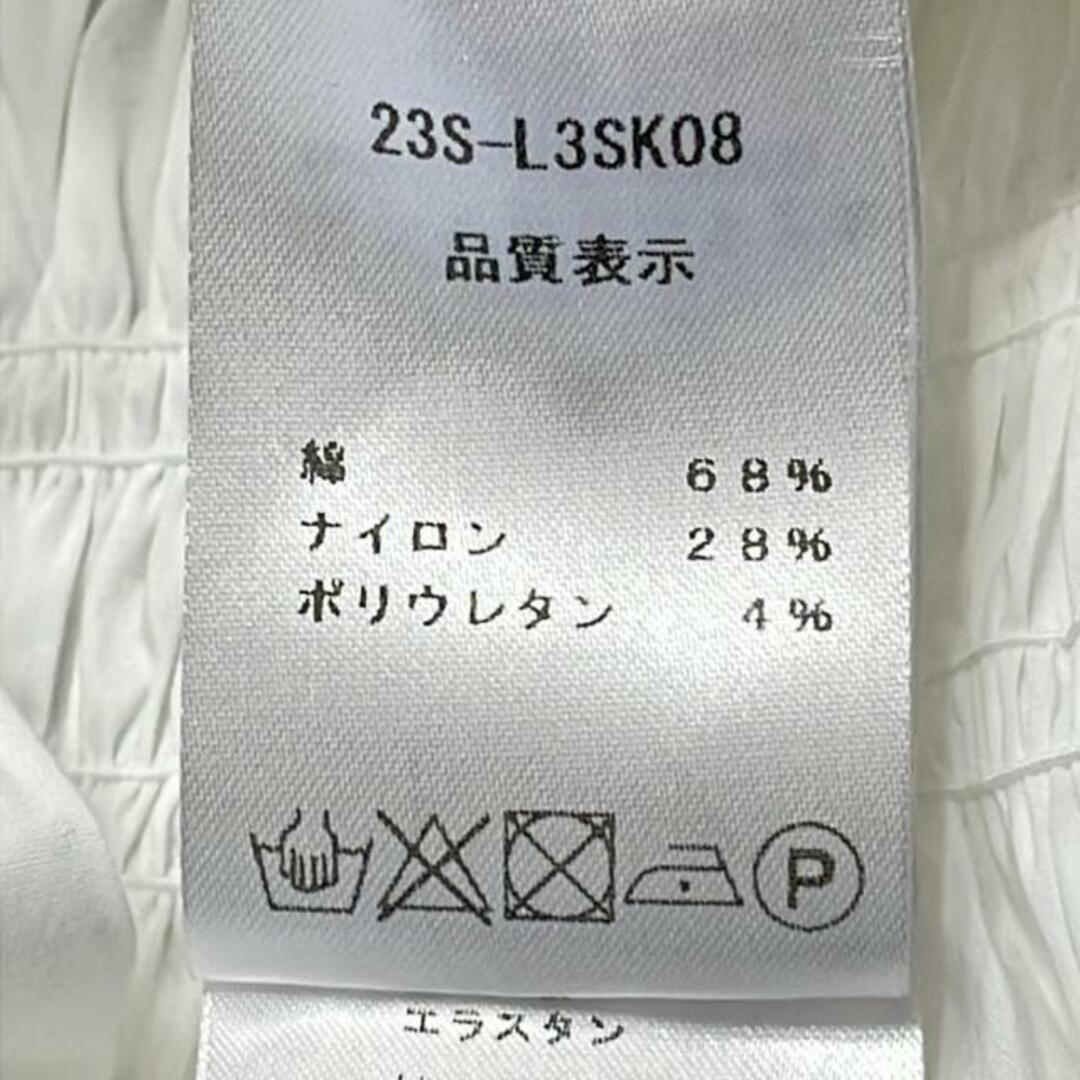 23S-L3SK08
品質表示
綿 68%
ナイロン 28%
ポリウレタン 4%
P
エラスタン